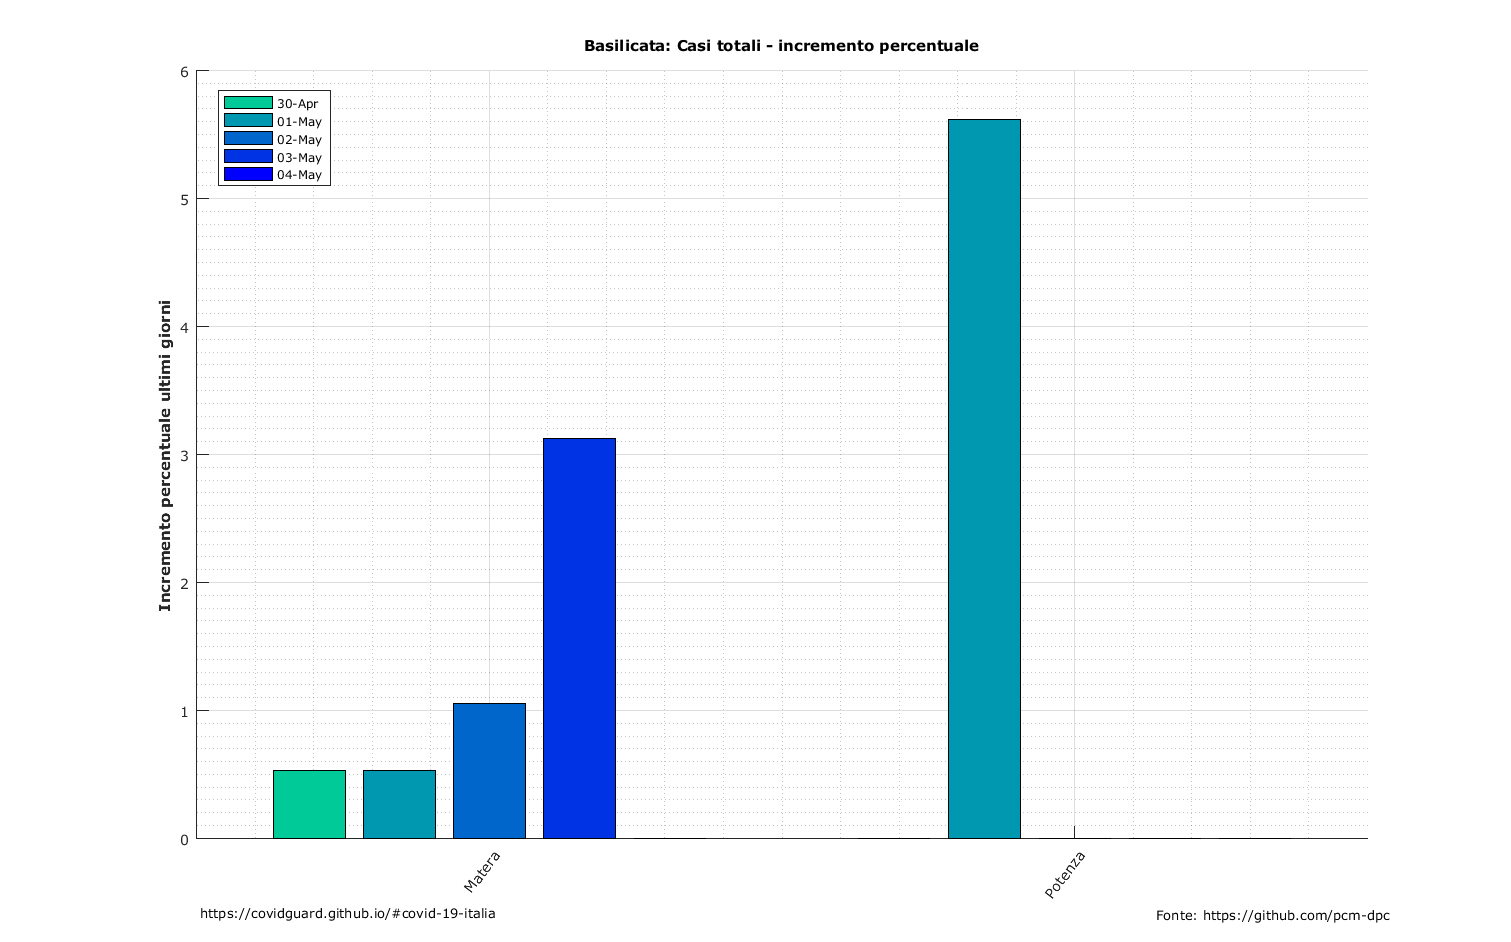 Basilicata: Casi totali - incremento percentuale
6
5
4
3
2
1
0
Incremento percentuale ultimi giorni
30-Apr
01-May
02-May
03-May
04-May
Matera
Potenza
https://covidguard.github.io/#covid-19-italia
Fonte: https://github.com/pcm-dpc